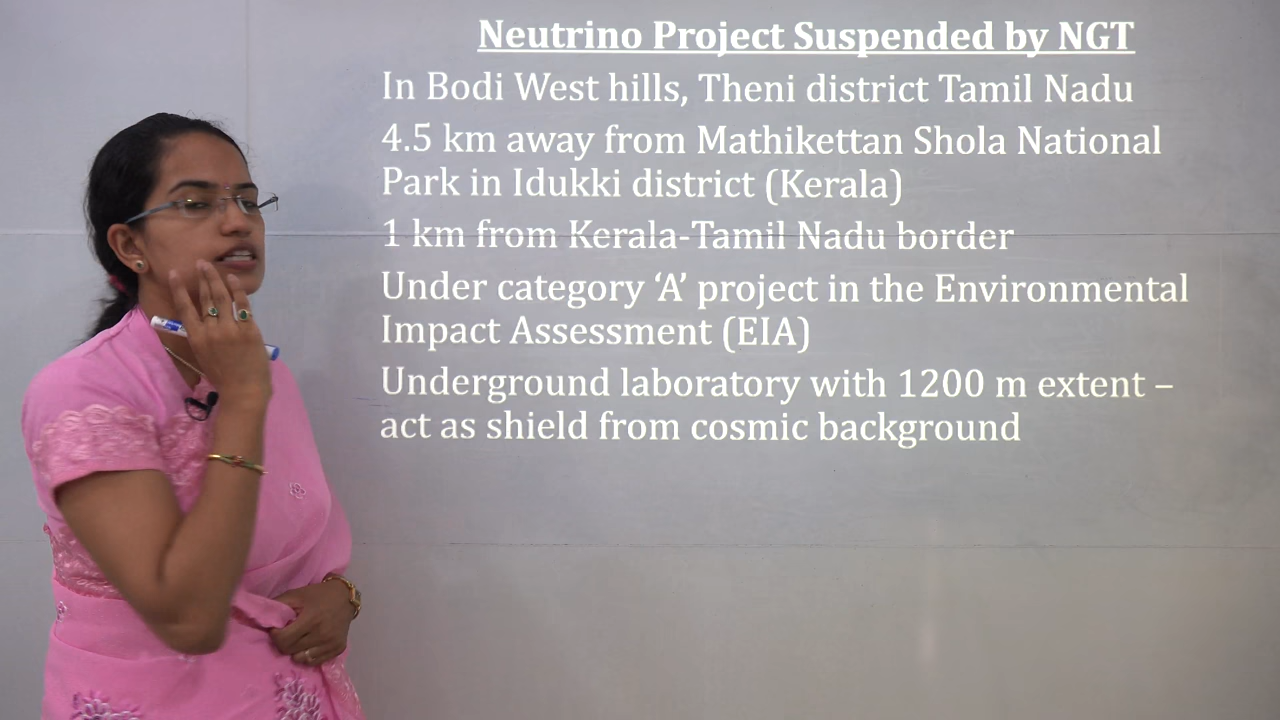 Neutrino Project Suspended by NGT
In Bodi West hills, Theni district Tamil Nadu
4.5 km away from Mathikettan Shola National
Park in Idukki district (Kerala)
1 km from Kerala-Tamil Nadu border
Under category ‘A’ project in the Environmental
Impact Assessment (EIA)
Underground laboratory with 1200 m extent –
act as shield from cosmic background